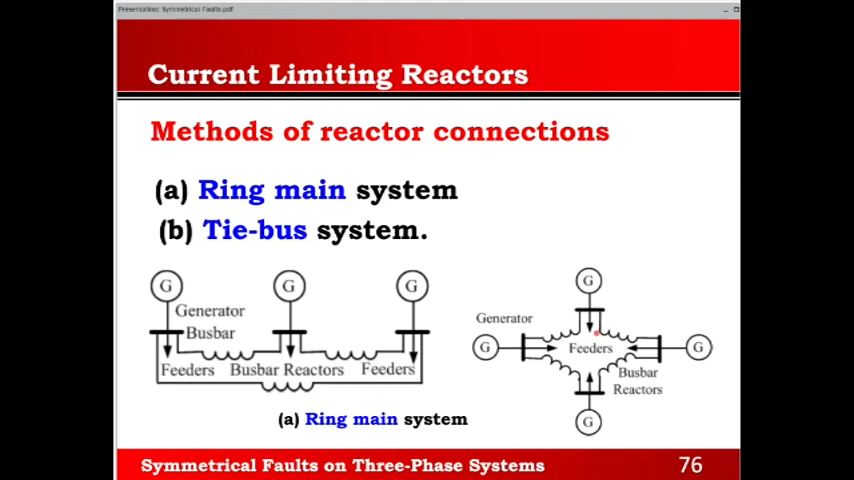 Presentation: Symmetrical Faults.pdf
Current Limiting Reactors
Methods of reactor connections
(a) Ring main system
(b) Tie-bus system.
G
G
G
Generator
Busbar
Feeders
Busbar Reactors
Feeders
G
Generator
G
Feeders
G
Busbar
Reactors
G
(a) Ring main system
Symmetrical Faults on Three-Phase Systems
76